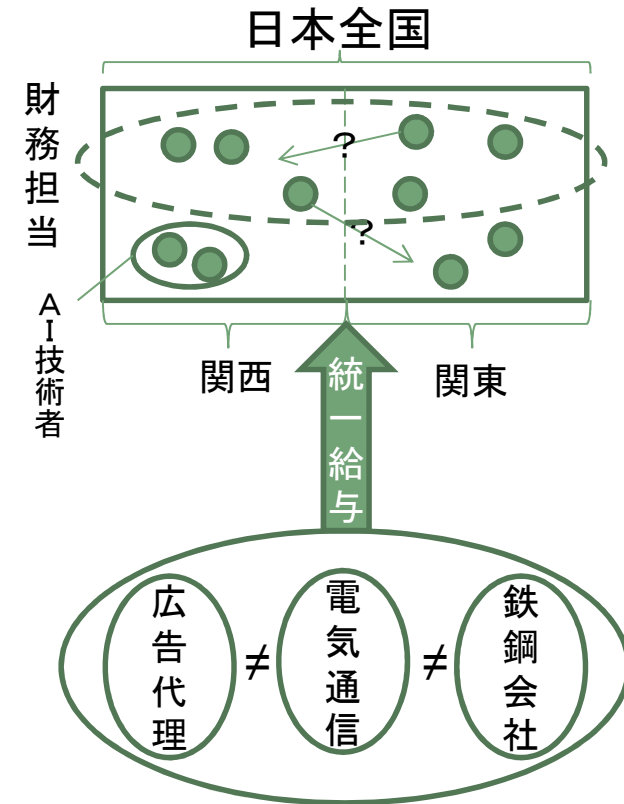 日本全国
財務担当
?
?
AI技術者
関西
関東
統一給与
広告代理
≠
電気通信
≠
鉄鋼会社